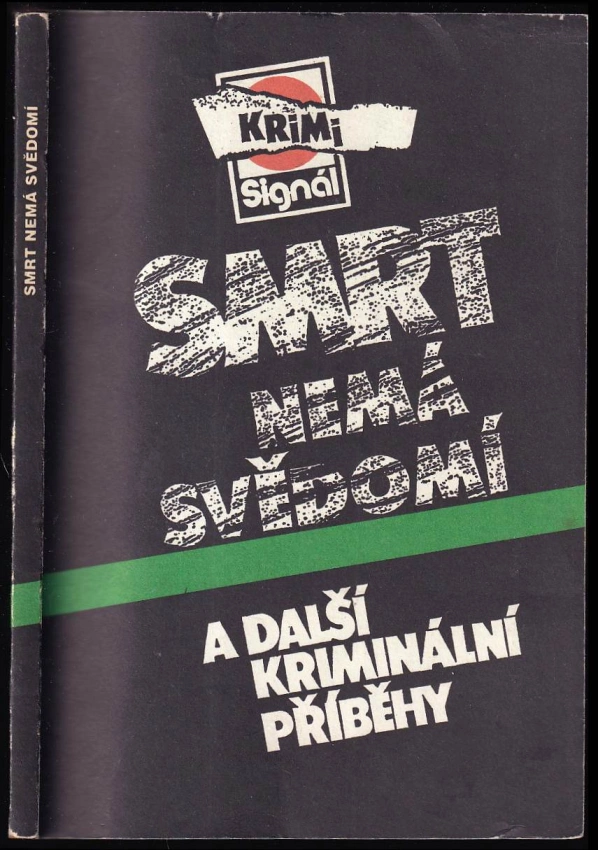 SMRT NEMÁ SVĚDOMÍ
KRiMi
Signál
SMRT
NEMÁ
SVĚDOMÍ
A DALŠÍ
KRIMINÁLNÍ
PŘÍBĚHY